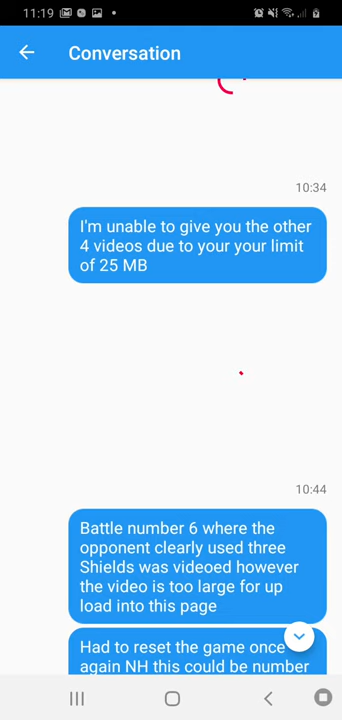 11:19
Conversation
10:34
I'm unable to give you the other
4 videos due to your your limit
of 25 MB
10:44
Battle number 6 where the
opponent clearly used three
Shields was videoed however
the video is too large for up
load into this page
Had to reset the game once
again NH this could be number